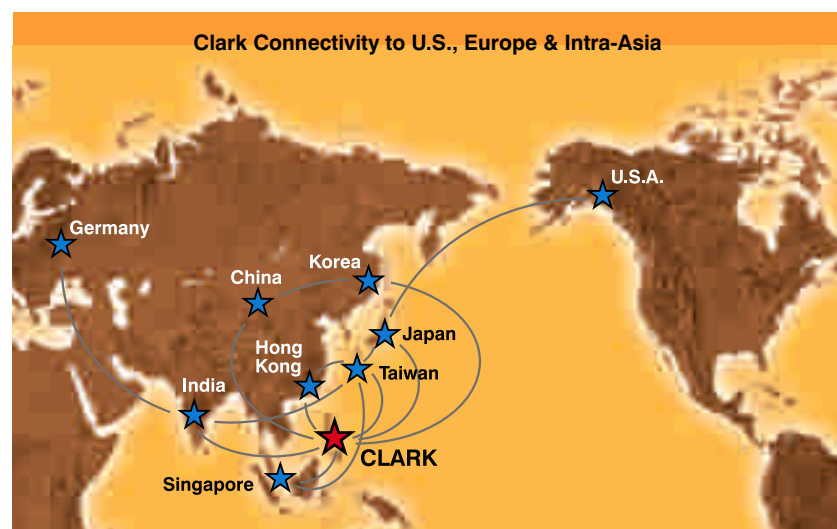 Clark Connectivity to U.S., Europe & Intra-Asia
U.S.A.
Germany
Korea
China
Japan
Hong
Kong
Taiwan
India
CLARK
Singapore